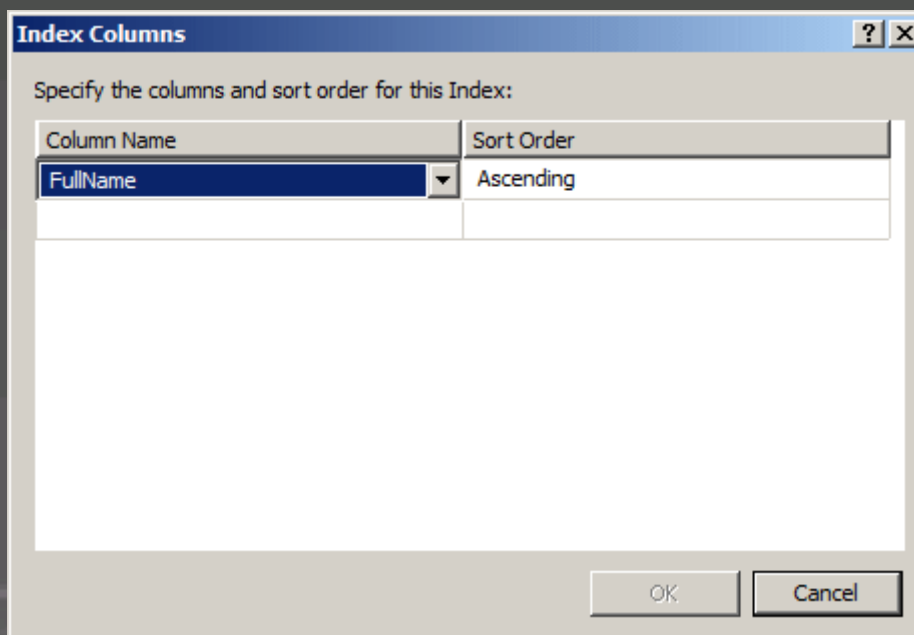 Index Columns
Specify the columns and sort order for this Index:
Column Name Sort Order
FullName Ascending
OK Cancel